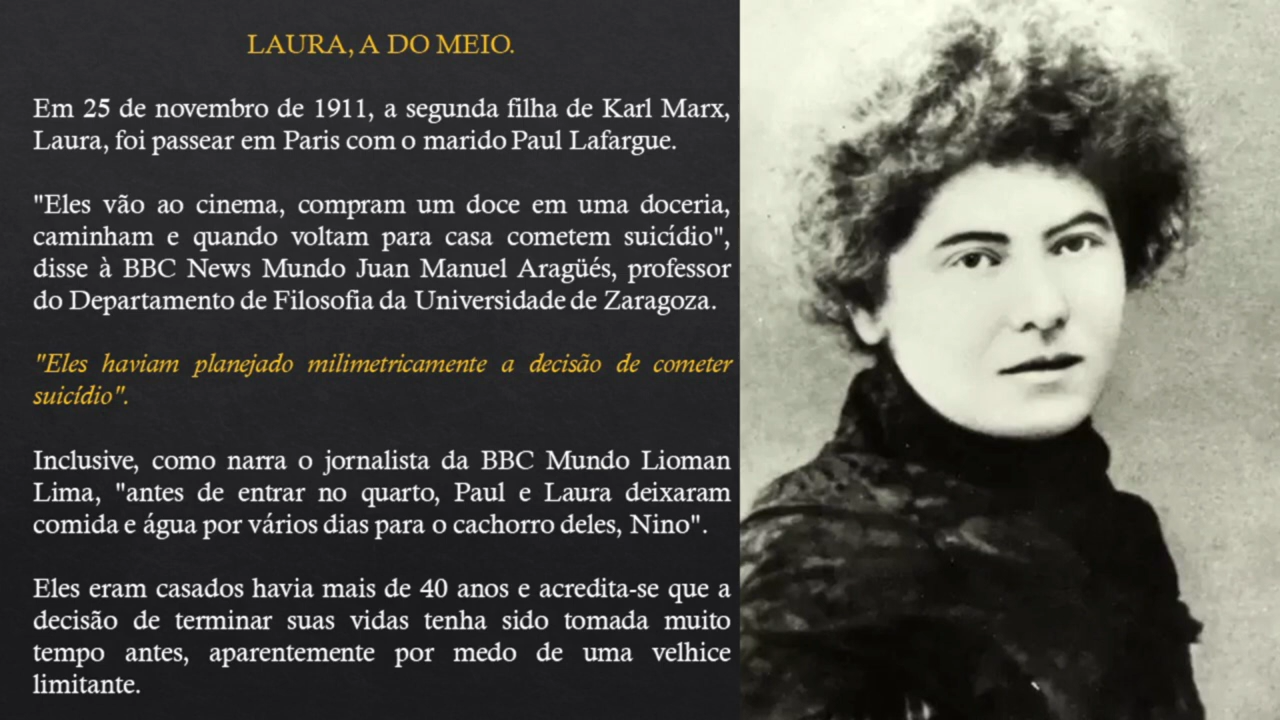 LAURA, A DO MEIO.
Em 25 de novembro de 1911, a segunda filha de Karl Marx,
Laura, foi passear em Paris com o marido Paul Lafargue.
"Eles vão ao cinema, compram um doce em uma doceria,
caminham e quando voltam para casa cometem suicídio",
disse à BBC News Mundo Juan Manuel Aragüés, professor
do Departamento de Filosofia da Universidade de Zaragoza.
"Eles haviam planejado milimetricamente a decisão de cometer
suicídio".
Inclusive, como narra o jornalista da BBC Mundo Lioman
Lima, "antes de entrar no quarto, Paul e Laura deixaram
comida e água por vários dias para o cachorro deles, Nino".
Eles eram casados havia mais de 40 anos e acredita-se que a
decisão de terminar suas vidas tenha sido tomada muito
tempo antes, aparentemente por medo de uma velhice
limitante.